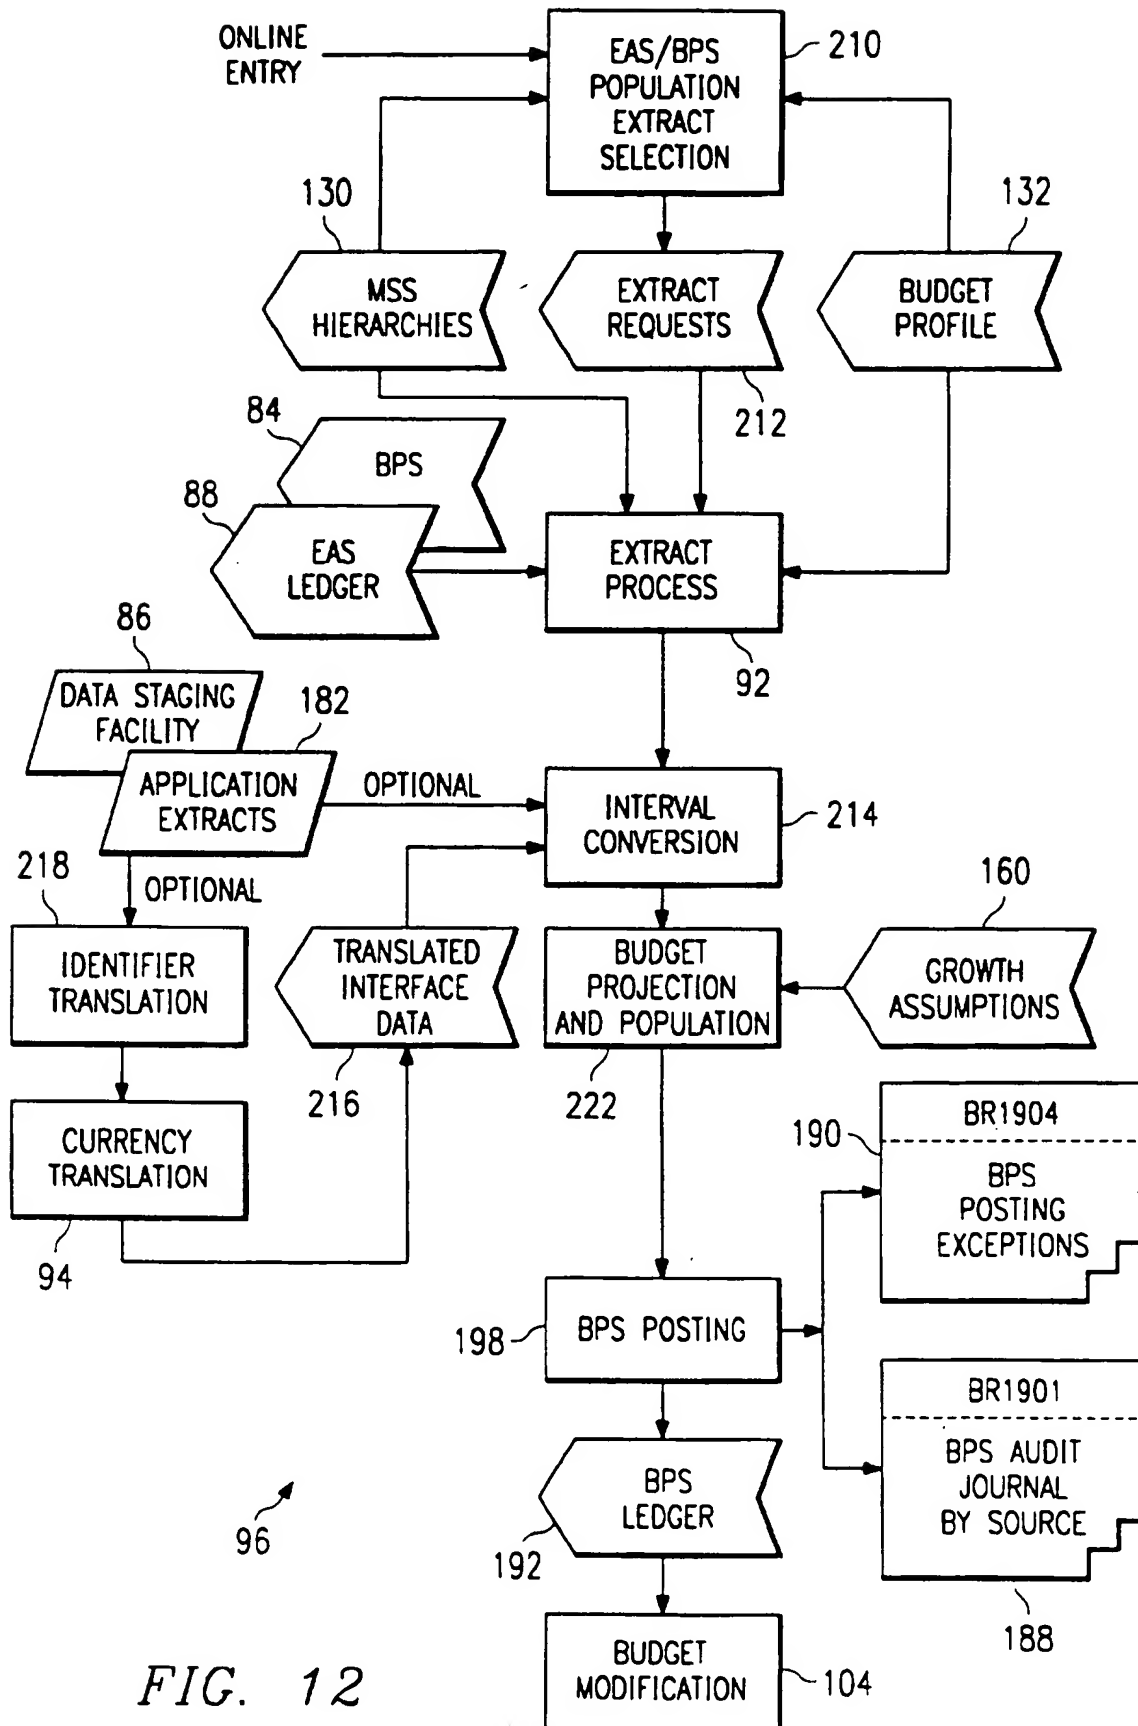 ONLINE
ENTRY
EAS/BPS
POPULATION
EXTRACT
SELECTION
210
130
132
MSS
HIERARCHIES
EXTRACT
REQUESTS
BUDGET
PROFILE
212
84
BPS
88
EAS
LEDGER
EXTRACT
PROCESS
92
86
DATA STAGING
FACILITY
182
APPLICATION
EXTRACTS
OPTIONAL
INTERVAL
CONVERSION
214
218
OPTIONAL
160
IDENTIFIER
TRANSLATION
TRANSLATED
INTERFACE
DATA
BUDGET
PROJECTION
AND POPULATION
GROWTH
ASSUMPTIONS
216
222
CURRENCY
TRANSLATION
94
190
BR1904
BPS
POSTING
EXCEPTIONS
198
BPS POSTING
BR1901
BPS AUDIT
JOURNAL
BY SOURCE
188
BPS
LEDGER
192
96
BUDGET
MODIFICATION
104
FIG. 12